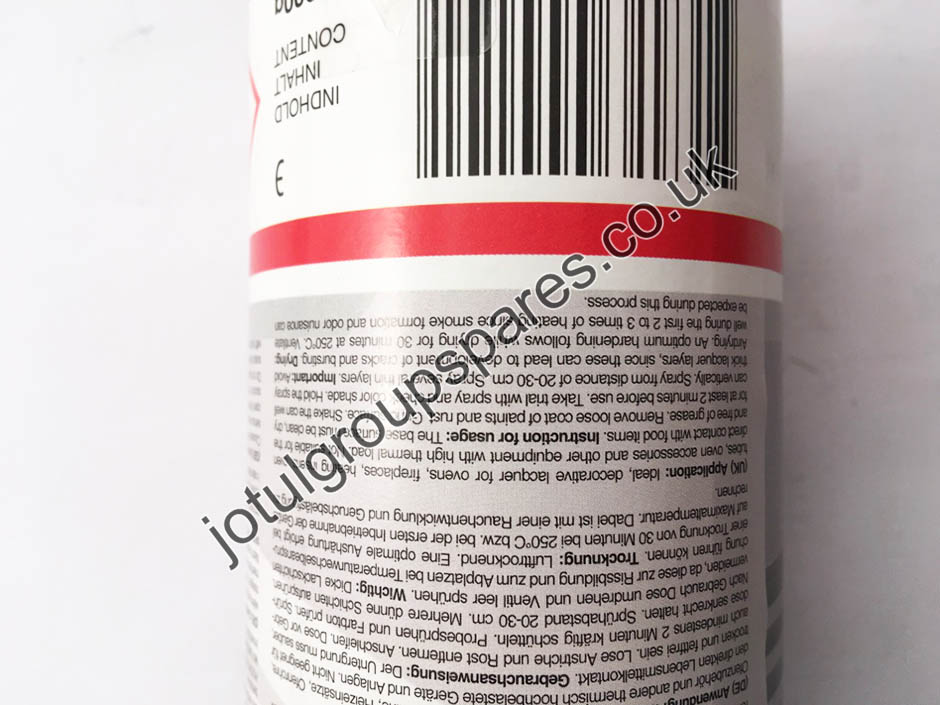 (DE) Anwendung: Heizeinsätze,
Ofenzubehör und andere thermisch hochbelastete Geräte und Anlagen. Nicht geeignet für
den direkten Lebensmittelkontakt. Gebrauchsanweisung: Der Untergrund muss sauber
trocken und fettfrei sein. Lose Anstriche und Rost entfernen. Anschleifen. Dose vor Gebr
auch mindestens 2 Minuten kräftig schütteln. Probesprühen und Farbton prüfen. Sprüh
dose senkrecht halten. Sprühabstand 20-30 cm. Mehrere dünne Schichten aufsprühen
Nach Gebrauch Dose umdrehen und Ventil leer sprühen. Wichtig: Dicke Lackschichten
vermeiden, da diese zur Rissbildung und zum Abplatzen bei Temperaturwechselbeanspru
chung führen können. Trocknung: Lufttrocknend. Eine optimale Aushärtung erfolgt bei
einer Trocknung von 30 Minuten bei 250°C bzw. bei der ersten Inbetriebnahme der
auf Maximaltemperatur. Dabei ist mit einer Rauchentwicklung und
rechnen.
(UK) Application: Ideal, decorative lacquer for ovens, fireplaces, heating
tubes, oven accessories and other equipment with high thermal load. suitable for the
direct contact with food items. Instruction for usage: The base surface must be clean, dry,
and free of grease. Remove loose coat of paints and rust. surface. Shake the can well
for at least 2 minutes before use. Take trial with spray and check color shade. Hold the spray
can vertically. Spray from distance of 20-30 cm. Spray several thin layers. Important: Avoid
thick lacquer layers, since these can lead to development of cracks and bursting. Drying:
Airdrying. An optimum hardening follows while drying for 30 minutes at 250°C. Ventilate
well during the first 2 to 3 times of heating since smoke formation and odor nuisance can
be expected during this process.
INDHOLD
INHALT
CONTENT
jotulgroupspares.co.uk